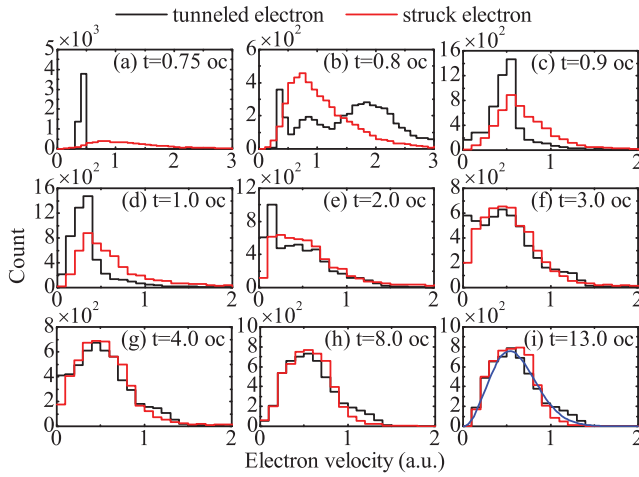 tunneled electron struck electron
×10³ ×10² ×10²
(a) t=0.75 oc (b) t=0.8 oc (c) t=0.9 oc
5 4 3 2 1 0
6 4 2 0
16 12 8 4 0
0 1 2 3 0 1 2 3 0 1 2
×10² ×10² ×10²
(d) t=1.0 oc (e) t=2.0 oc (f) t=3.0 oc
16 12 8 4 0
12 10 8 6 4 2 0
8 6 4 2 0
0 1 2 0 1 2 0 1 2
Count
×10² ×10² ×10²
(g) t=4.0 oc (h) t=8.0 oc (i) t=13.0 oc
8 6 4 2 0
10 8 6 4 2 0
10 8 6 4 2 0
0 1 2 0 1 2 0 1 2
Electron velocity (a.u.)